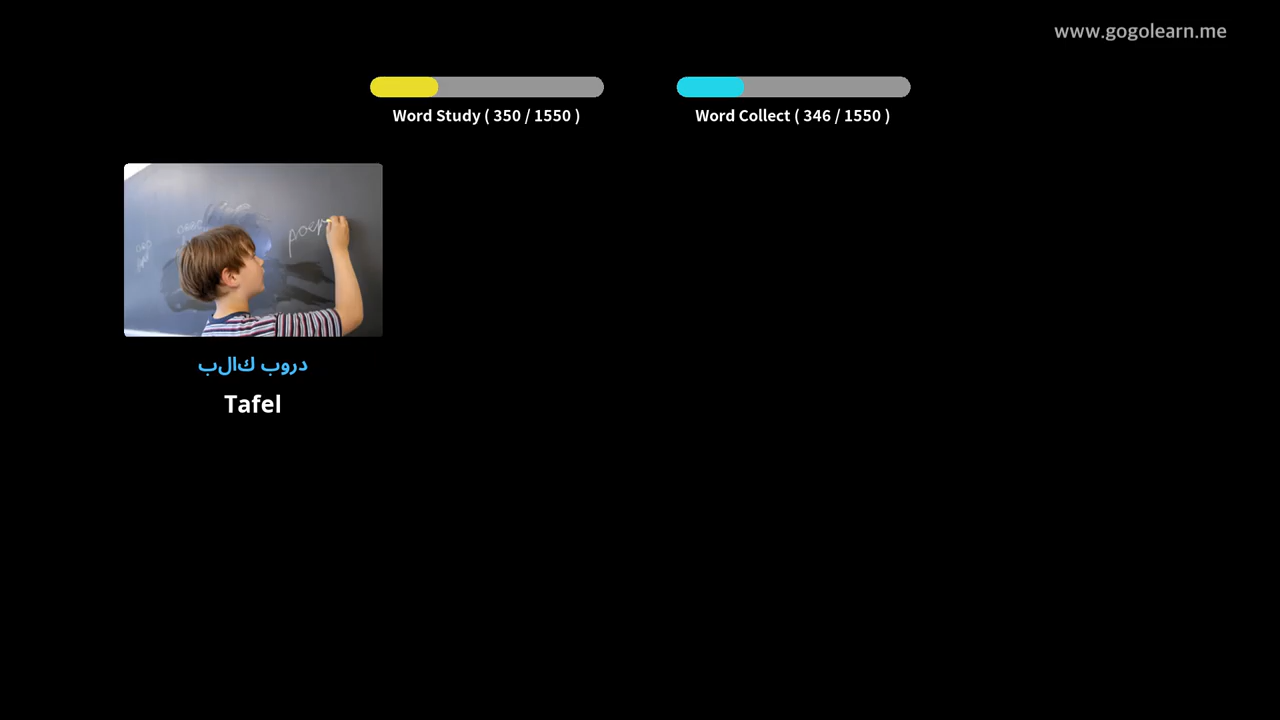 www.gogolearn.me
Word Study ( 350 / 1550 )
Word Collect ( 346 / 1550 )
دروب كالب
Tafel